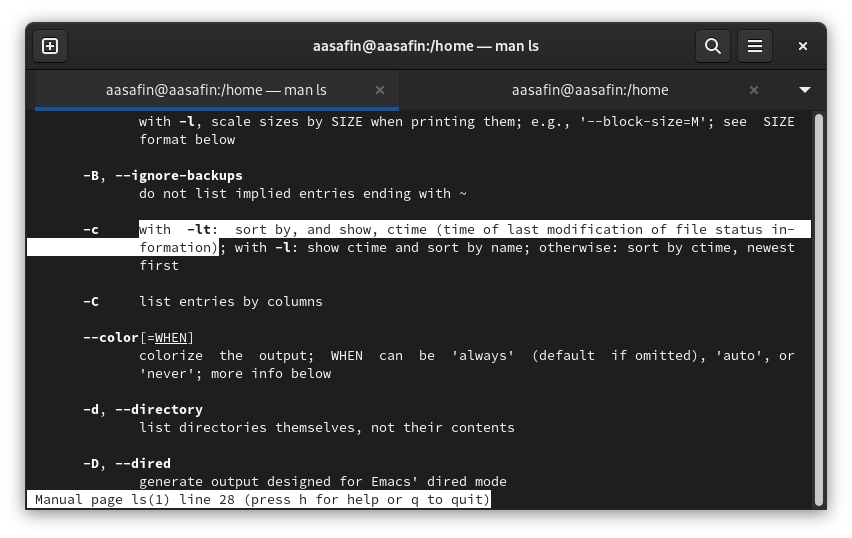 aasafin@aasafin:/home — man ls
aasafin@aasafin:/home — man ls
aasafin@aasafin:/home
with -l, scale sizes by SIZE when printing them; e.g., '--block-size=M'; see SIZE
format below
-B, --ignore-backups
do not list implied entries ending with ~
-c with -lt: sort by, and show, ctime (time of last modification of file status in-
formation); with -l: show ctime and sort by name; otherwise: sort by ctime, newest
first
-C list entries by columns
--color[=WHEN]
colorize the output; WHEN can be 'always' (default if omitted), 'auto', or
'never'; more info below
-d, --directory
list directories themselves, not their contents
-D, --dired
generate output designed for Emacs' dired mode
Manual page ls(1) line 28 (press h for help or q to quit)